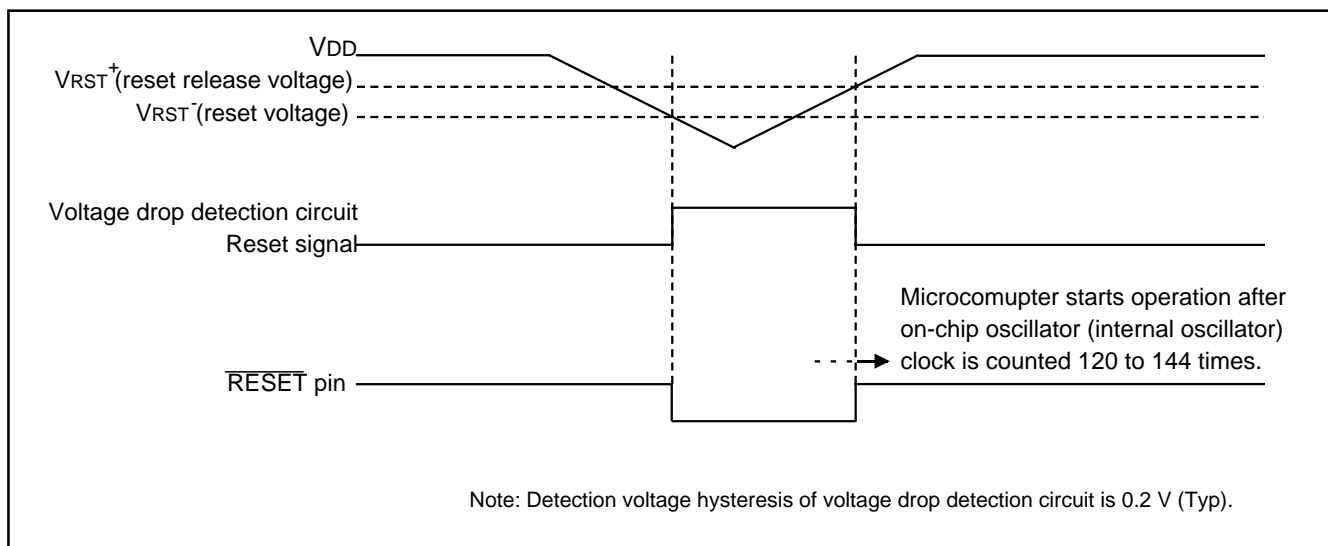 VDD
VRST+(reset release voltage)
VRST-(reset voltage)
Voltage drop detection circuit
Reset signal
Microcomupter starts operation after
on-chip oscillator (internal oscillator)
clock is counted 120 to 144 times.
RESET pin
Note: Detection voltage hysteresis of voltage drop detection circuit is 0.2 V (Typ).